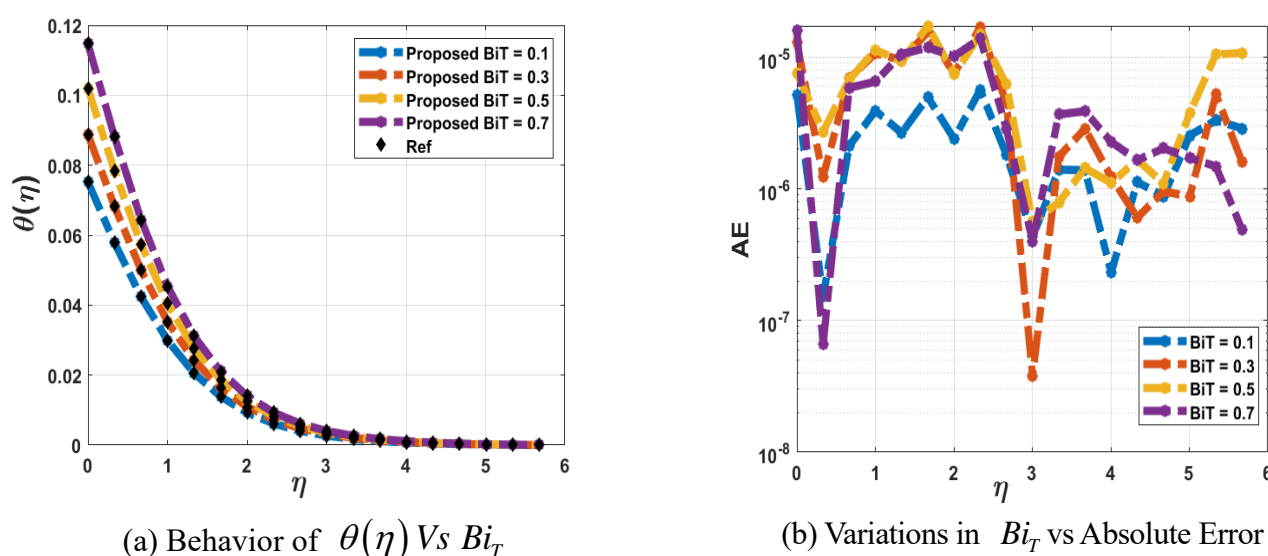 0.12
0.1
0.08
0.06
0.04
0.02
0
θ(η)
Proposed BiT = 0.1
Proposed BiT = 0.3
Proposed BiT = 0.5
Proposed BiT = 0.7
Ref
0 1 2 3 4 5 6
η
(a) Behavior of θ(η) Vs Bi_T
10^-5
10^-6
10^-7
10^-8
AE
BiT = 0.1
BiT = 0.3
BiT = 0.5
BiT = 0.7
0 1 2 3 4 5 6
η
(b) Variations in Bi_T vs Absolute Error